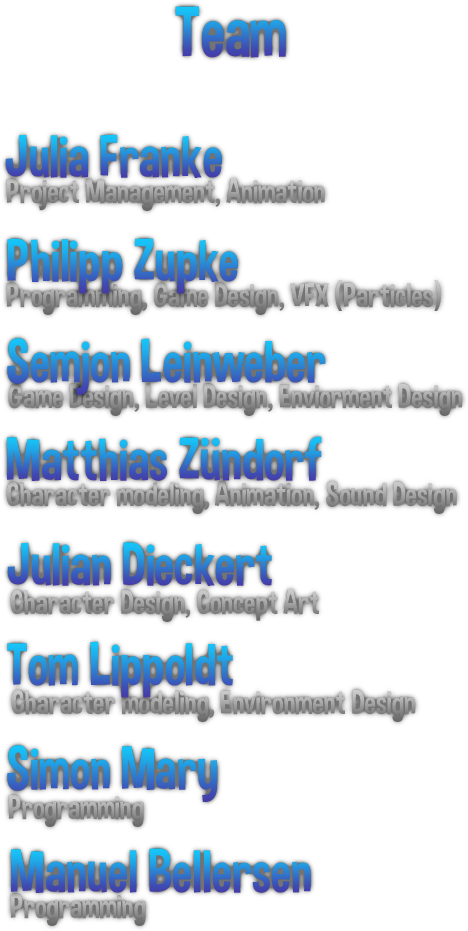 Team
Julia Franke
Project Management, Animation
Philipp Zupke
Programming, Game Design, VFX (Particles)
Semjon Leinweber
Game Design, Level Design, Enviorment Design
Matthias Zündorf
Character modeling, Animation, Sound Design
Julian Dieckert
Character Design, Concept Art
Tom Lippoldt
Character modeling, Environment Design
Simon Mary
Programming
Manuel Bellersen
Programming